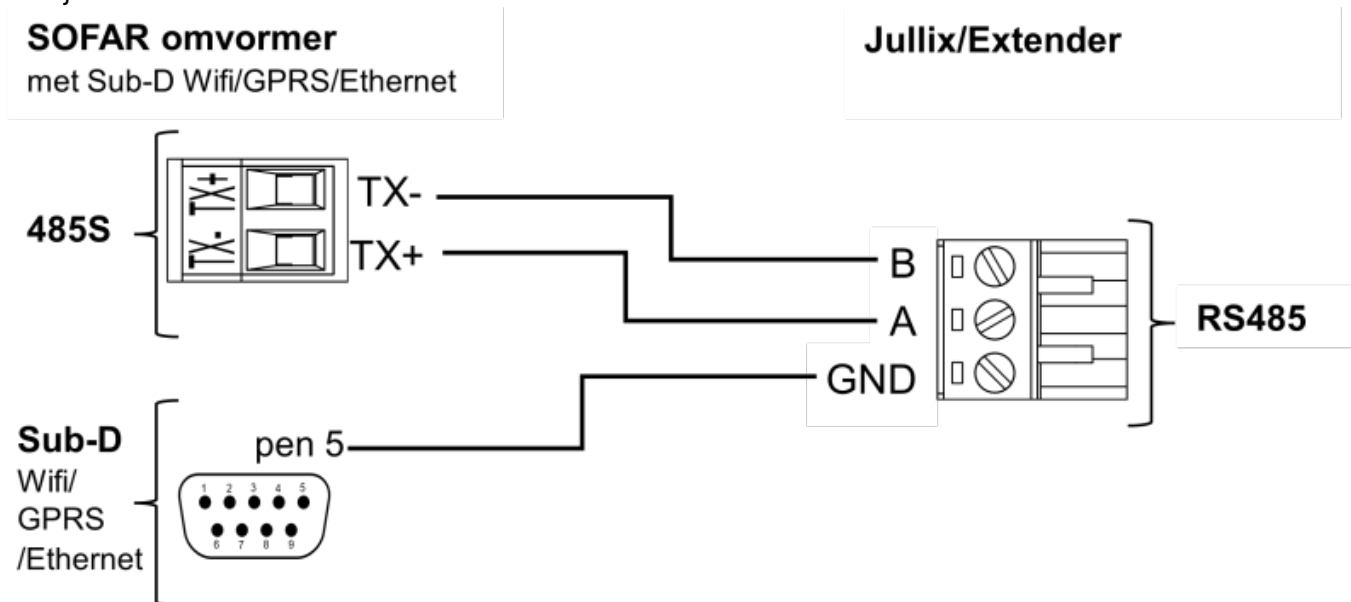 SOFAR omvormer
met Sub-D Wifi/GPRS/Ethernet
Jullix/Extender
485S
TX+
TX-
TX-
TX+
B
A
GND
RS485
Sub-D
Wifi/
GPRS
/Ethernet
pen 5
1 2 3 4 5
6 7 8 9